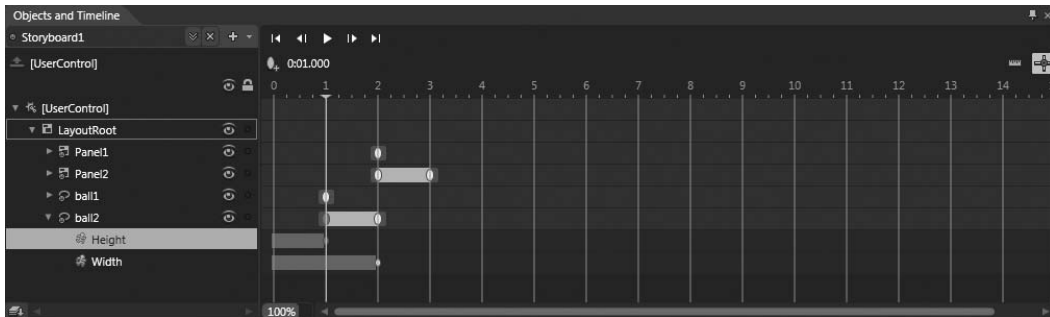 Objects and Timeline
Storyboard1
[UserControl]
0:01.000
0 1 2 3 4 5 6 7 8 9 10 11 12 13 14
[UserControl]
LayoutRoot
Panel1
Panel2
ball1
ball2
Height
Width
100%